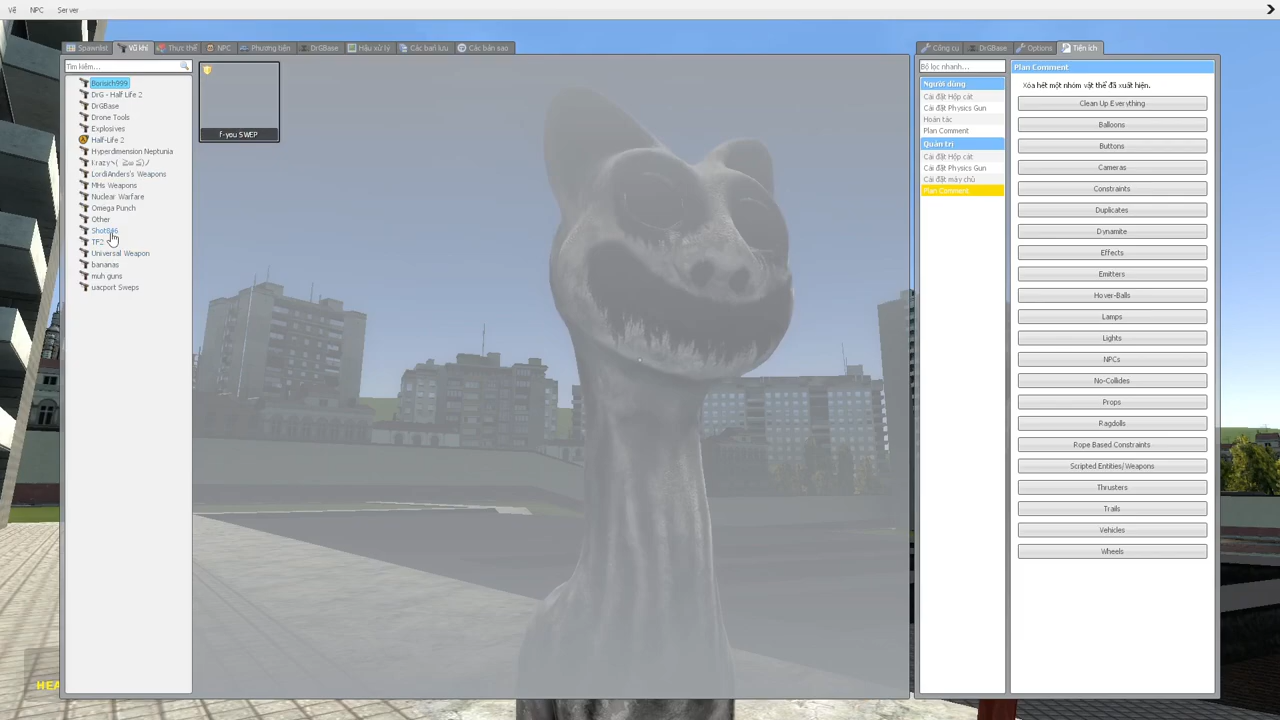 Vẽ NPC Server
Spawnlist Vũ khí Thực thể NPC Phương tiện DrGBase Hậu xử lý Các bản lưu Các bản sao
Công cụ DrGBase Options Tiện ích
Tìm kiếm...
Borisich999
DrG - Half Life 2
DrGBase
Drone Tools
Explosives
Half-Life 2
Hyperdimension Neptunia
LordiAnders's Weapons
MHs Weapons
Nuclear Warfare
Omega Punch
Other
Shot846
TF2
Universal Weapon
bananas
muh guns
uacport Sweps
f-you SWEP
Bộ lọc nhanh...
Người dùng
Cài đặt Hộp cát
Cài đặt Physics Gun
Hoàn tác
Plan Comment
Quản trị
Cài đặt Hộp cát
Cài đặt Physics Gun
Cài đặt máy chủ
Plan Comment
Plan Comment
Xóa hết một nhóm vật thể đã xuất hiện.
Clean Up Everything
Balloons
Buttons
Cameras
Constraints
Duplicates
Dynamite
Effects
Emitters
Hover-Balls
Lamps
Lights
NPCs
No-Collides
Props
Ragdolls
Rope Based Constraints
Scripted Entities/Weapons
Thrusters
Trails
Vehicles
Wheels
HEA